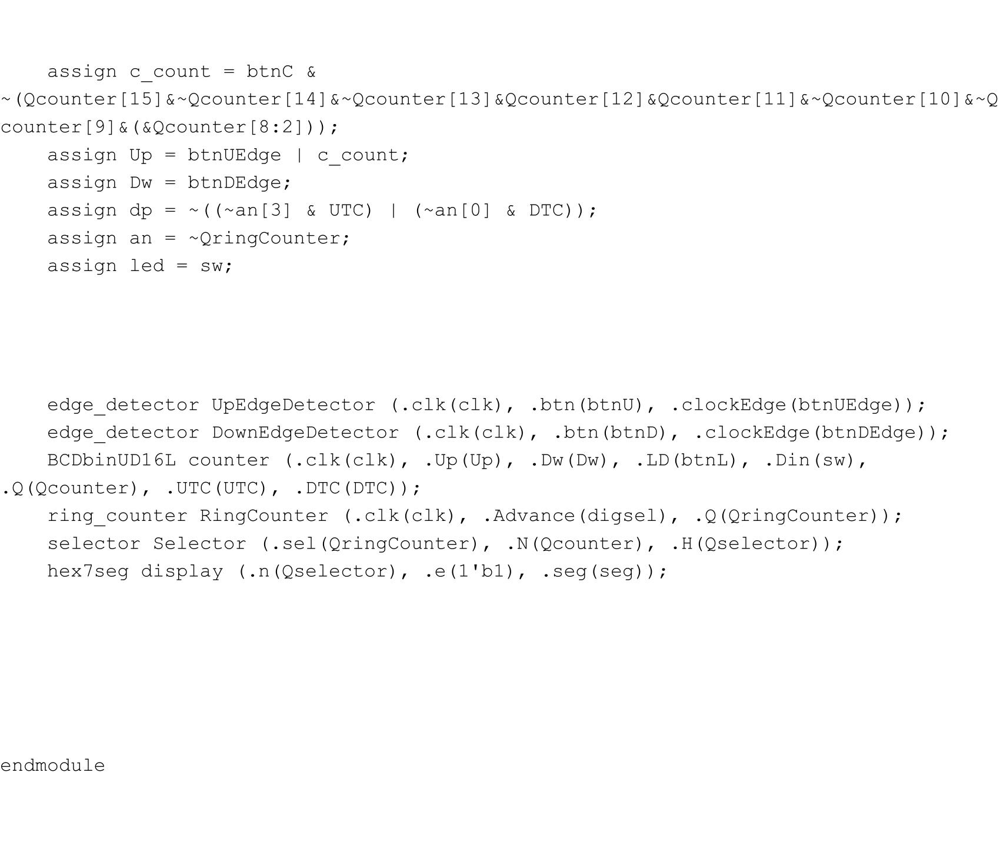 assign c_count = btnC &
~(Qcounter[15]&~Qcounter[14]&~Qcounter[13]&Qcounter[12]&Qcounter[11]&~Qcounter[10]&~Q
counter[9]&(&Qcounter[8:2]));
assign Up = btnUEdge | c_count;
assign Dw = btnDEdge;
assign dp = ~((~an[3] & UTC) | (~an[0] & DTC));
assign an = ~QringCounter;
assign led = sw;
edge_detector UpEdgeDetector (.clk(clk), .btn(btnU), .clockEdge(btnUEdge));
edge_detector DownEdgeDetector (.clk(clk), .btn(btnD), .clockEdge(btnDEdge));
BCDbinUD16L counter (.clk(clk), .Up(Up), .Dw(Dw), .LD(btnL), .Din(sw),
.Q(Qcounter), .UTC(UTC), .DTC(DTC));
ring_counter RingCounter (.clk(clk), .Advance(digsel), .Q(QringCounter));
selector Selector (.sel(QringCounter), .N(Qcounter), .H(Qselector));
hex7seg display (.n(Qselector), .e(1'b1), .seg(seg));
endmodule